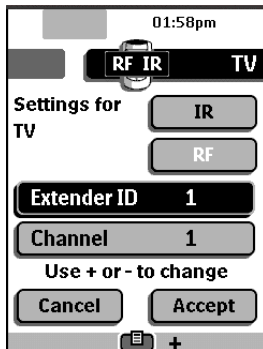 01:58pm
RF IR TV
Settings for
TV
IR
RF
Extender ID 1
Channel 1
Use + or - to change
Cancel Accept
+